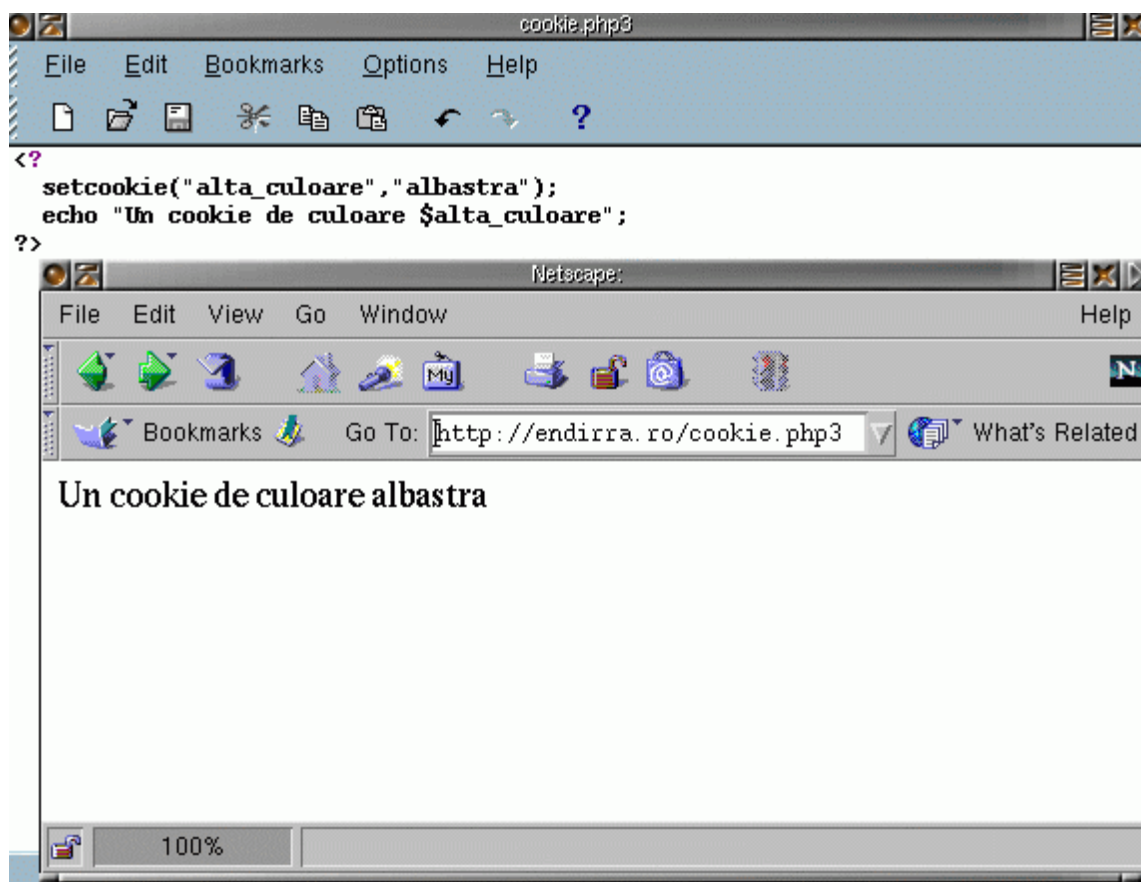 cookie.php3
File Edit Bookmarks Options Help
?
<?
setcookie("alta_culoare","albastra");
echo "Un cookie de culoare $alta_culoare";
?>
Netscape:
File Edit View Go Window Help
My N
Bookmarks Go To: http://endirra.ro/cookie.php3 What's Related
Un cookie de culoare albastra
100%